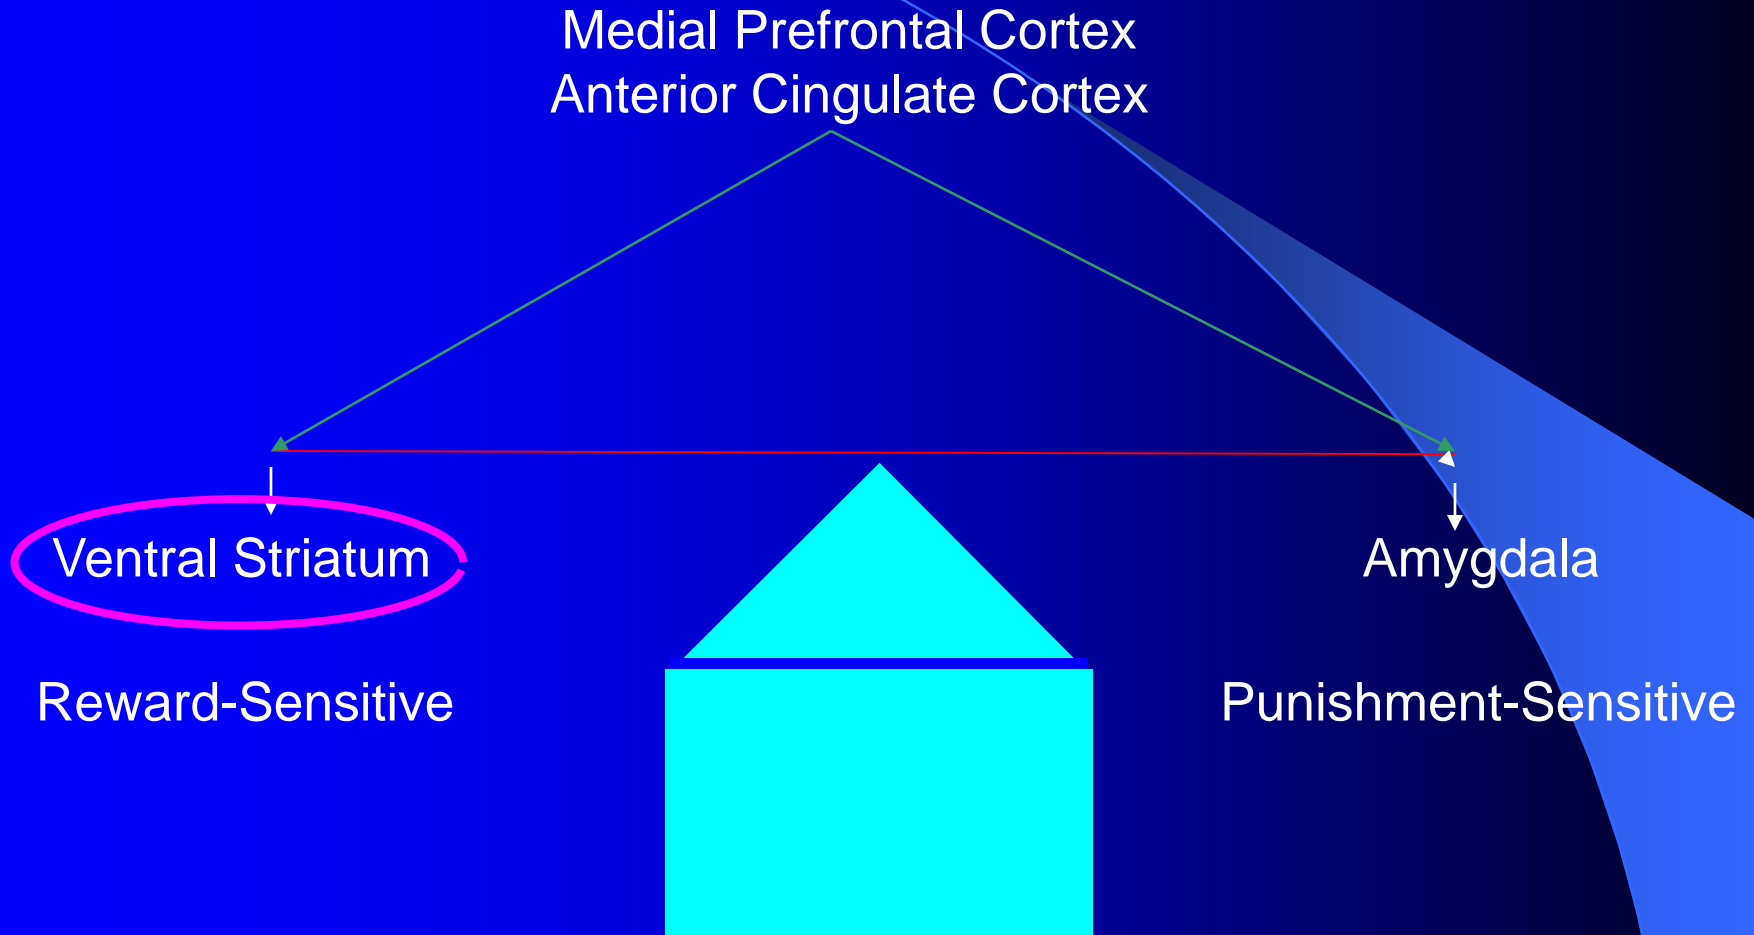 Medial Prefrontal Cortex
Anterior Cingulate Cortex
Ventral Striatum
Amygdala
Reward-Sensitive
Punishment-Sensitive